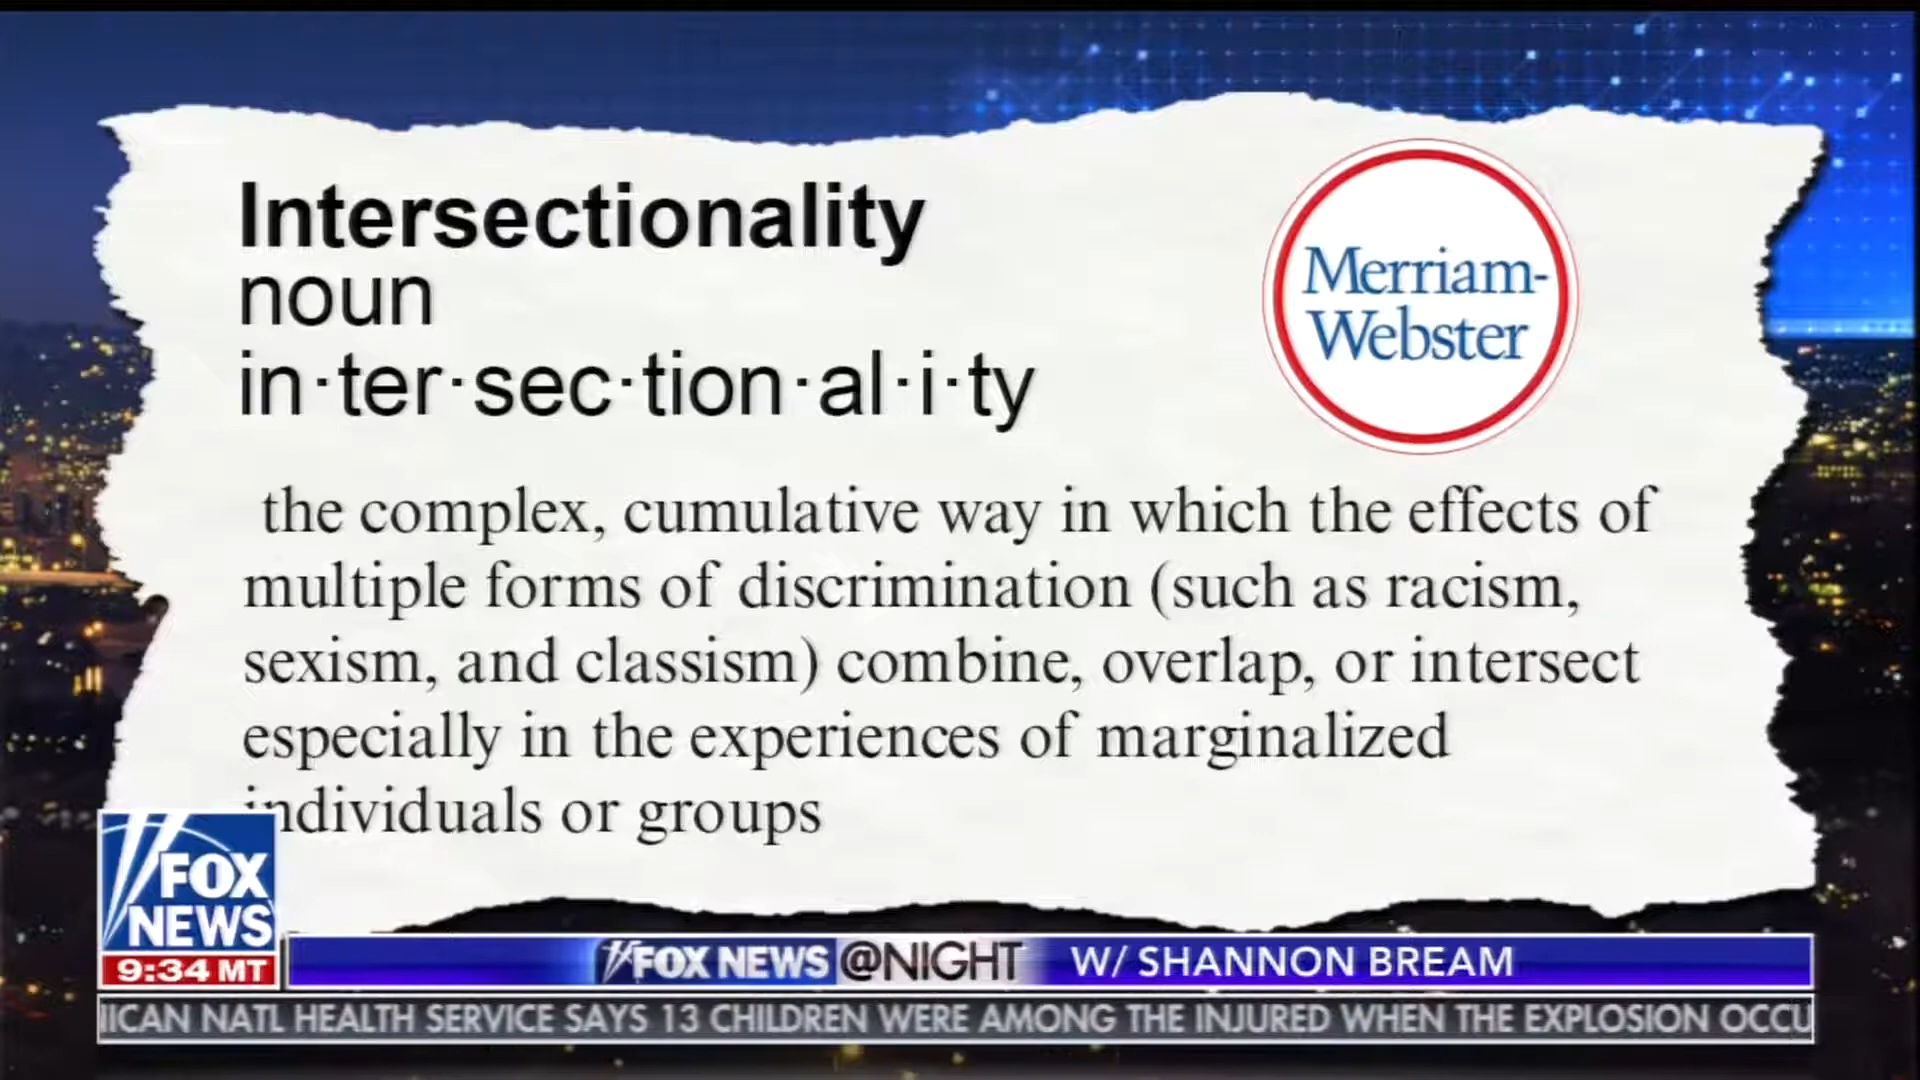 Intersectionality
noun
in·ter·sec·tion·al·i·ty
Merriam-
Webster
the complex, cumulative way in which the effects of
multiple forms of discrimination (such as racism,
sexism, and classism) combine, overlap, or intersect
especially in the experiences of marginalized
individuals or groups
FOX
NEWS
9:34 MT
FOX NEWS @NIGHT W/ SHANNON BREAM
NATL HEALTH SERVICE SAYS 13 CHILDREN WERE AMONG THE INJURED WHEN THE EXPLOSION